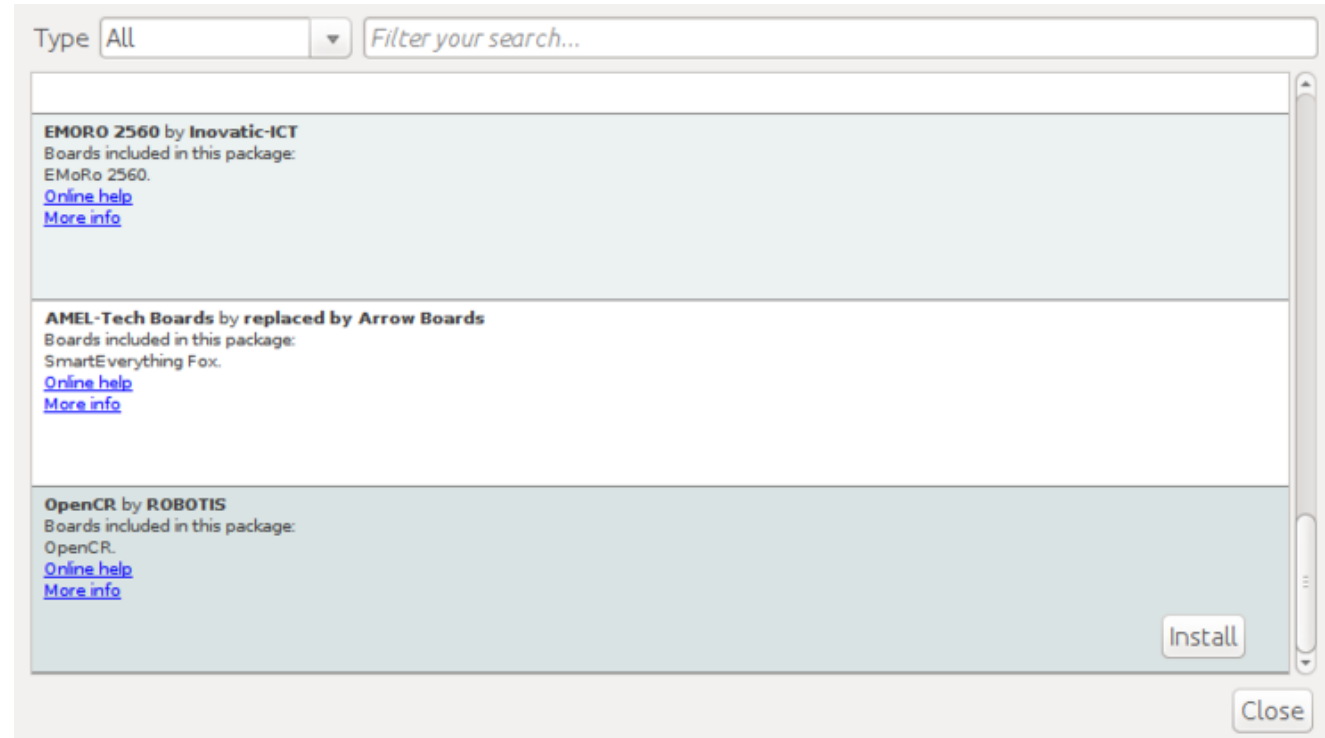 Type All Filter your search...
EMORO 2560 by Inovatic-ICT
Boards included in this package:
EMoRo 2560.
Online help
More info
AMEL-Tech Boards by replaced by Arrow Boards
Boards included in this package:
SmartEverything Fox.
Online help
More info
OpenCR by ROBOTIS
Boards included in this package:
OpenCR.
Online help
More info
Install
Close